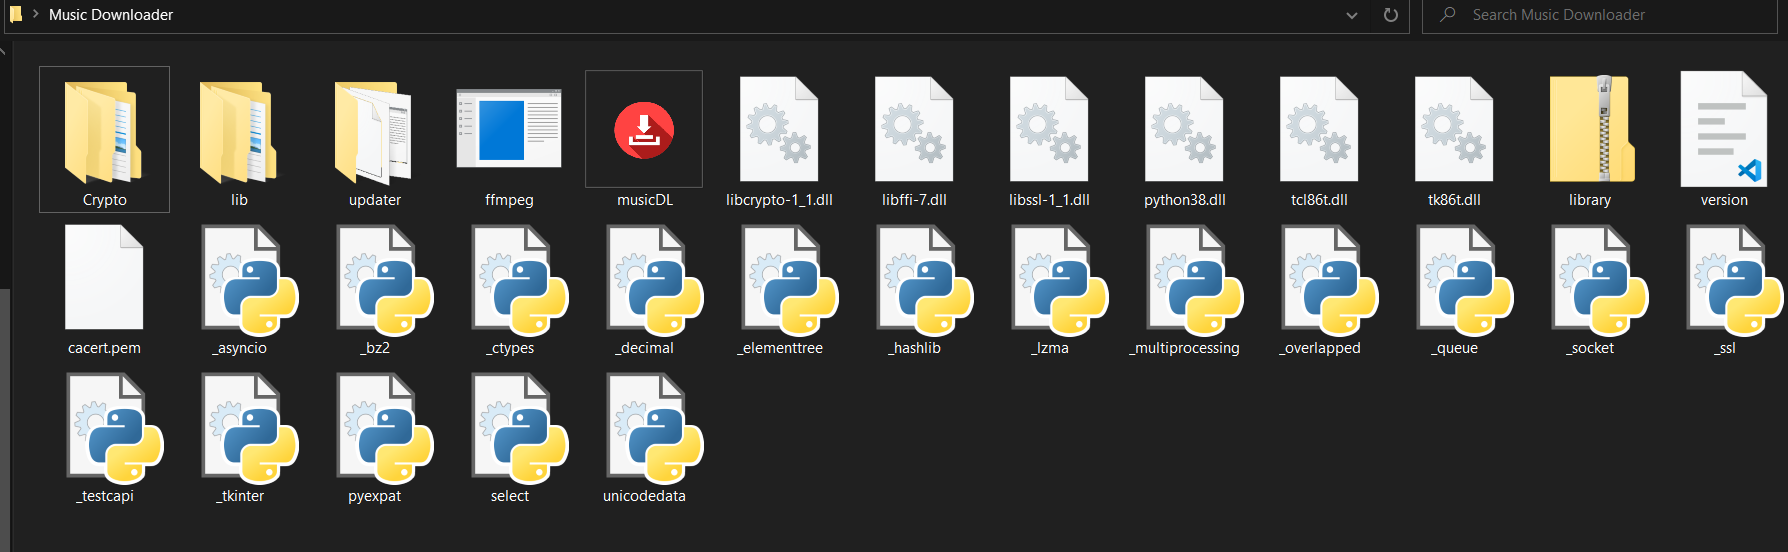 Music Downloader
Search Music Downloader
Crypto lib updater ffmpeg musicDL libcrypto-1_1.dll libffi-7.dll libssl-1_1.dll python38.dll tcl86t.dll tk86t.dll library version
cacert.pem _asyncio _bz2 _ctypes _decimal _elementtree _hashlib _lzma _multiprocessing _overlapped _queue _socket _ssl
_testcapi _tkinter pyexpat select unicodedata